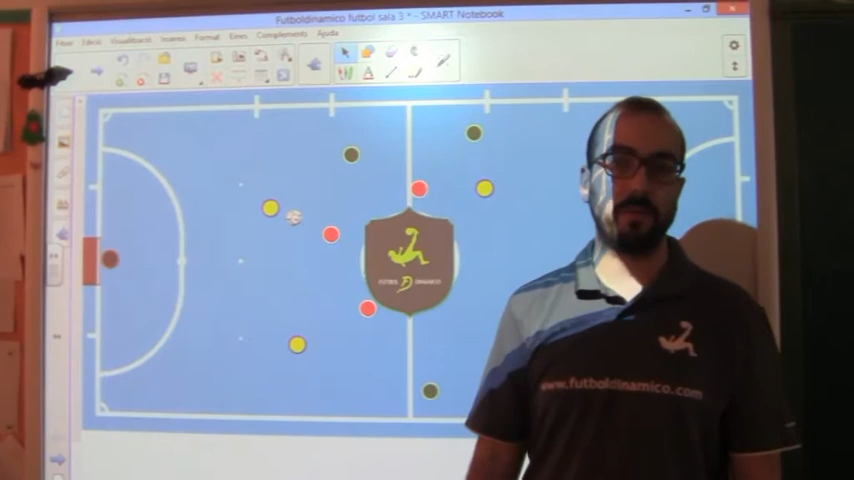 Futboldinamico futbol sala 3 * - SMART Notebook
Fitxer Edició Visualització Insereix Format Eines Complements Ajuda
FUTBOL D DINAMICO
www.futboldinamico.com